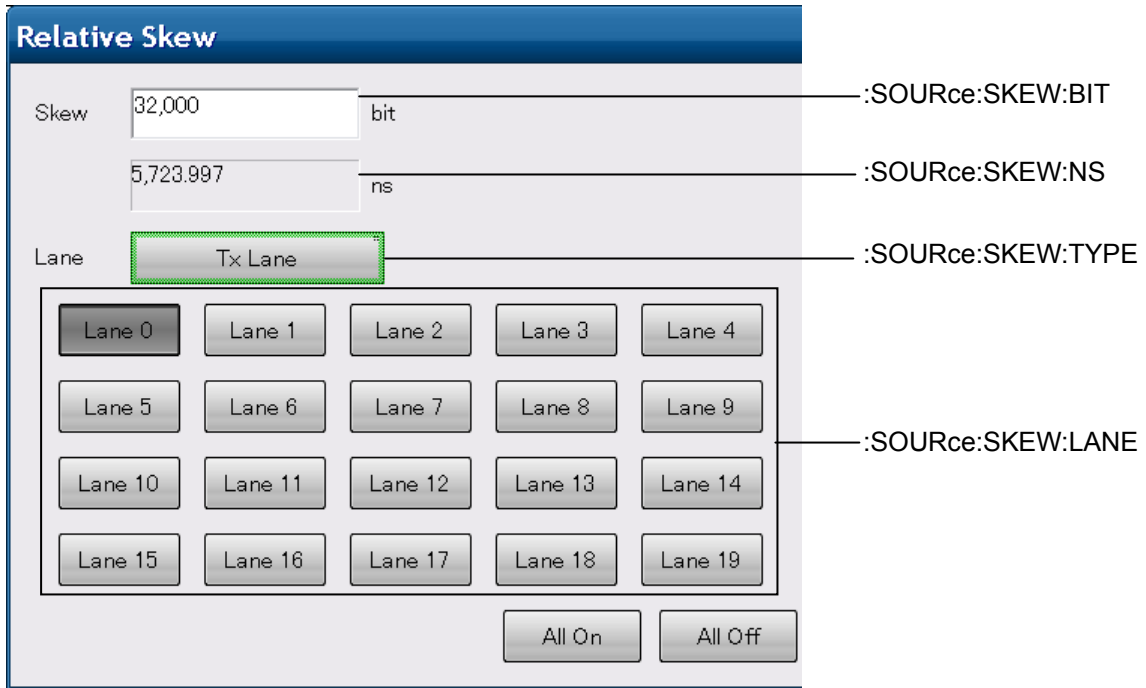 Relative Skew
Skew 32,000 bit :SOURce:SKEW:BIT
5,723.997 ns :SOURce:SKEW:NS
Lane Tx Lane :SOURce:SKEW:TYPE
Lane 0 Lane 1 Lane 2 Lane 3 Lane 4
Lane 5 Lane 6 Lane 7 Lane 8 Lane 9
:SOURce:SKEW:LANE
Lane 10 Lane 11 Lane 12 Lane 13 Lane 14
Lane 15 Lane 16 Lane 17 Lane 18 Lane 19
All On All Off